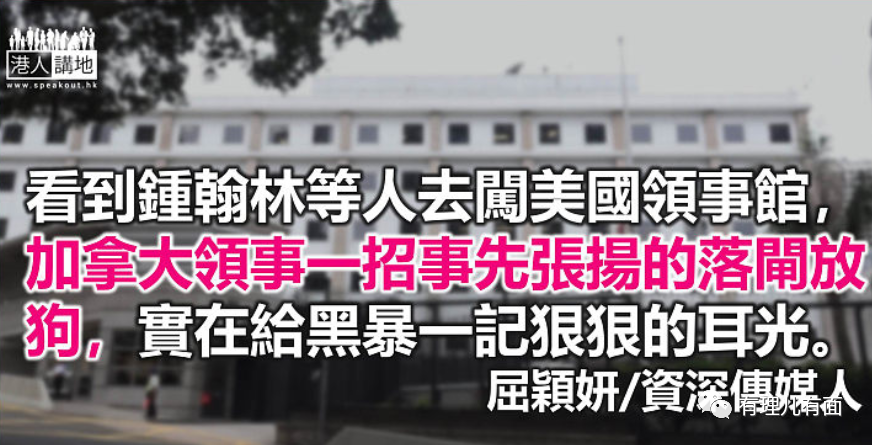 港人講地
www.speakout.hk
看到鍾翰林等人去闖美國領事館，
加拿大領事一招事先張揚的落閘放
狗，實在給黑暴一記狠狠的耳光。
屈穎妍/資深傳媒人
有理凡有面